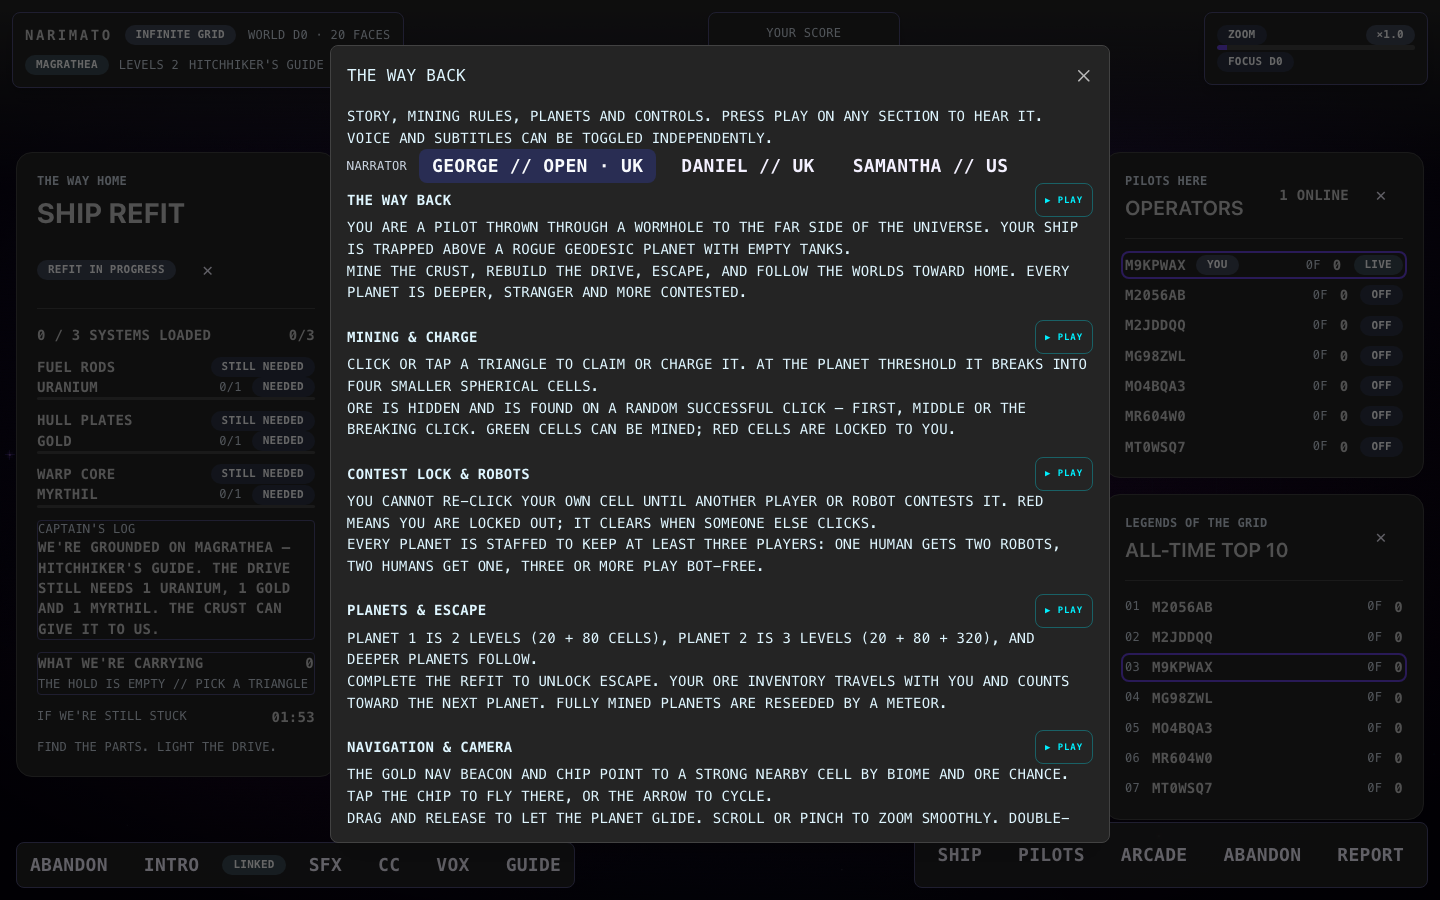 NARIMATO INFINITE GRID WORLD D0 · 20 FACES
MAGRATHEA LEVELS 2 HITCHHIKER'S GUIDE
YOUR SCORE
ZOOM ×1.0
FOCUS D0
THE WAY HOME
SHIP REFIT
REFIT IN PROGRESS ×
0 / 3 SYSTEMS LOADED 0/3
FUEL RODS STILL NEEDED
URANIUM 0/1 NEEDED
HULL PLATES STILL NEEDED
GOLD 0/1 NEEDED
WARP CORE STILL NEEDED
MYRTHIL 0/1 NEEDED
CAPTAIN'S LOG
WE'RE GROUNDED ON MAGRATHEA —
HITCHHIKER'S GUIDE. THE DRIVE
STILL NEEDS 1 URANIUM, 1 GOLD
AND 1 MYRTHIL. THE CRUST CAN
GIVE IT TO US.
WHAT WE'RE CARRYING 0
THE HOLD IS EMPTY // PICK A TRIANGLE
IF WE'RE STILL STUCK 01:53
FIND THE PARTS. LIGHT THE DRIVE.
THE WAY BACK ×
STORY, MINING RULES, PLANETS AND CONTROLS. PRESS PLAY ON ANY SECTION TO HEAR IT.
VOICE AND SUBTITLES CAN BE TOGGLED INDEPENDENTLY.
NARRATOR GEORGE // OPEN · UK DANIEL // UK SAMANTHA // US
THE WAY BACK ▶ PLAY
YOU ARE A PILOT THROWN THROUGH A WORMHOLE TO THE FAR SIDE OF THE UNIVERSE. YOUR SHIP
IS TRAPPED ABOVE A ROGUE GEODESIC PLANET WITH EMPTY TANKS.
MINE THE CRUST, REBUILD THE DRIVE, ESCAPE, AND FOLLOW THE WORLDS TOWARD HOME. EVERY
PLANET IS DEEPER, STRANGER AND MORE CONTESTED.
MINING & CHARGE ▶ PLAY
CLICK OR TAP A TRIANGLE TO CLAIM OR CHARGE IT. AT THE PLANET THRESHOLD IT BREAKS INTO
FOUR SMALLER SPHERICAL CELLS.
ORE IS HIDDEN AND IS FOUND ON A RANDOM SUCCESSFUL CLICK — FIRST, MIDDLE OR THE
BREAKING CLICK. GREEN CELLS CAN BE MINED; RED CELLS ARE LOCKED TO YOU.
CONTEST LOCK & ROBOTS ▶ PLAY
YOU CANNOT RE-CLICK YOUR OWN CELL UNTIL ANOTHER PLAYER OR ROBOT CONTESTS IT. RED
MEANS YOU ARE LOCKED OUT; IT CLEARS WHEN SOMEONE ELSE CLICKS.
EVERY PLANET IS STAFFED TO KEEP AT LEAST THREE PLAYERS: ONE HUMAN GETS TWO ROBOTS,
TWO HUMANS GET ONE, THREE OR MORE PLAY BOT-FREE.
PLANETS & ESCAPE ▶ PLAY
PLANET 1 IS 2 LEVELS (20 + 80 CELLS), PLANET 2 IS 3 LEVELS (20 + 80 + 320), AND
DEEPER PLANETS FOLLOW.
COMPLETE THE REFIT TO UNLOCK ESCAPE. YOUR ORE INVENTORY TRAVELS WITH YOU AND COUNTS
TOWARD THE NEXT PLANET. FULLY MINED PLANETS ARE RESEEDED BY A METEOR.
NAVIGATION & CAMERA ▶ PLAY
THE GOLD NAV BEACON AND CHIP POINT TO A STRONG NEARBY CELL BY BIOME AND ORE CHANCE.
TAP THE CHIP TO FLY THERE, OR THE ARROW TO CYCLE.
DRAG AND RELEASE TO LET THE PLANET GLIDE. SCROLL OR PINCH TO ZOOM SMOOTHLY. DOUBLE-
PILOTS HERE
OPERATORS 1 ONLINE ×
M9KPWAX YOU 0F 0 LIVE
M2056AB 0F 0 OFF
M2JDDQQ 0F 0 OFF
MG98ZWL 0F 0 OFF
MO4BQA3 0F 0 OFF
MR604W0 0F 0 OFF
MT0WSQ7 0F 0 OFF
LEGENDS OF THE GRID
ALL-TIME TOP 10 ×
01 M2056AB 0F 0
02 M2JDDQQ 0F 0
03 M9KPWAX 0F 0
04 MG98ZWL 0F 0
05 MO4BQA3 0F 0
06 MR604W0 0F 0
07 MT0WSQ7 0F 0
ABANDON INTRO LINKED SFX CC VOX GUIDE
SHIP PILOTS ARCADE ABANDON REPORT